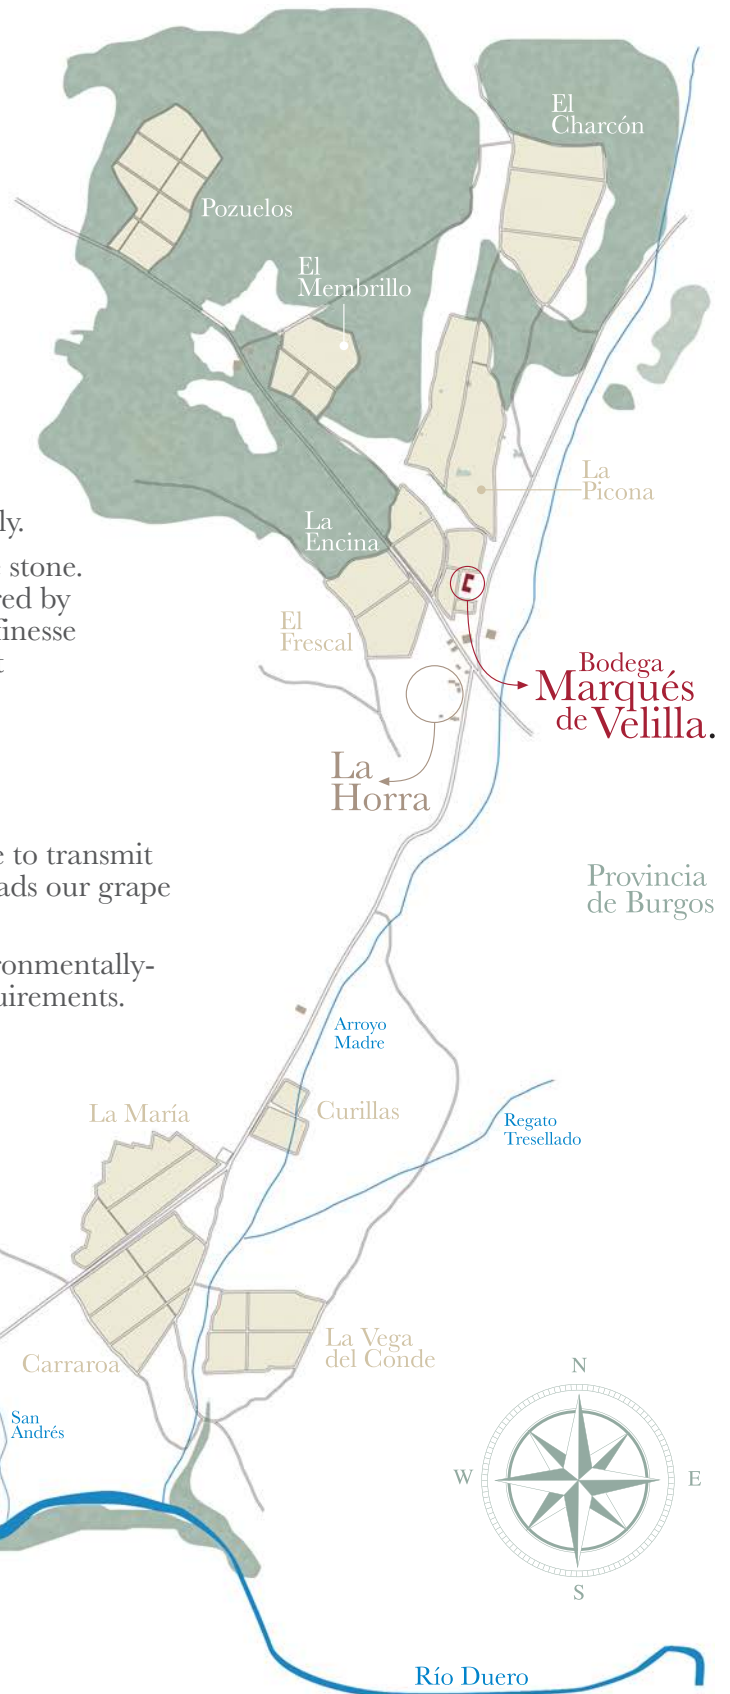 El
Charcón
Pozuelos
El
Membrillo
La
Picona
ly.
La
Encina
stone.
red by
El
Frescal
finesse
t
Bodega
Marqués
de Velilla.
La
Horra
e to transmit
ads our grape
Provincia
de Burgos
ronmentally-
uirements.
Arroyo
Madre
La María
Curillas
Regato
Tresellado
La Vega
del Conde
Carraroa
N
San
Andrés
W
E
S
Río Duero